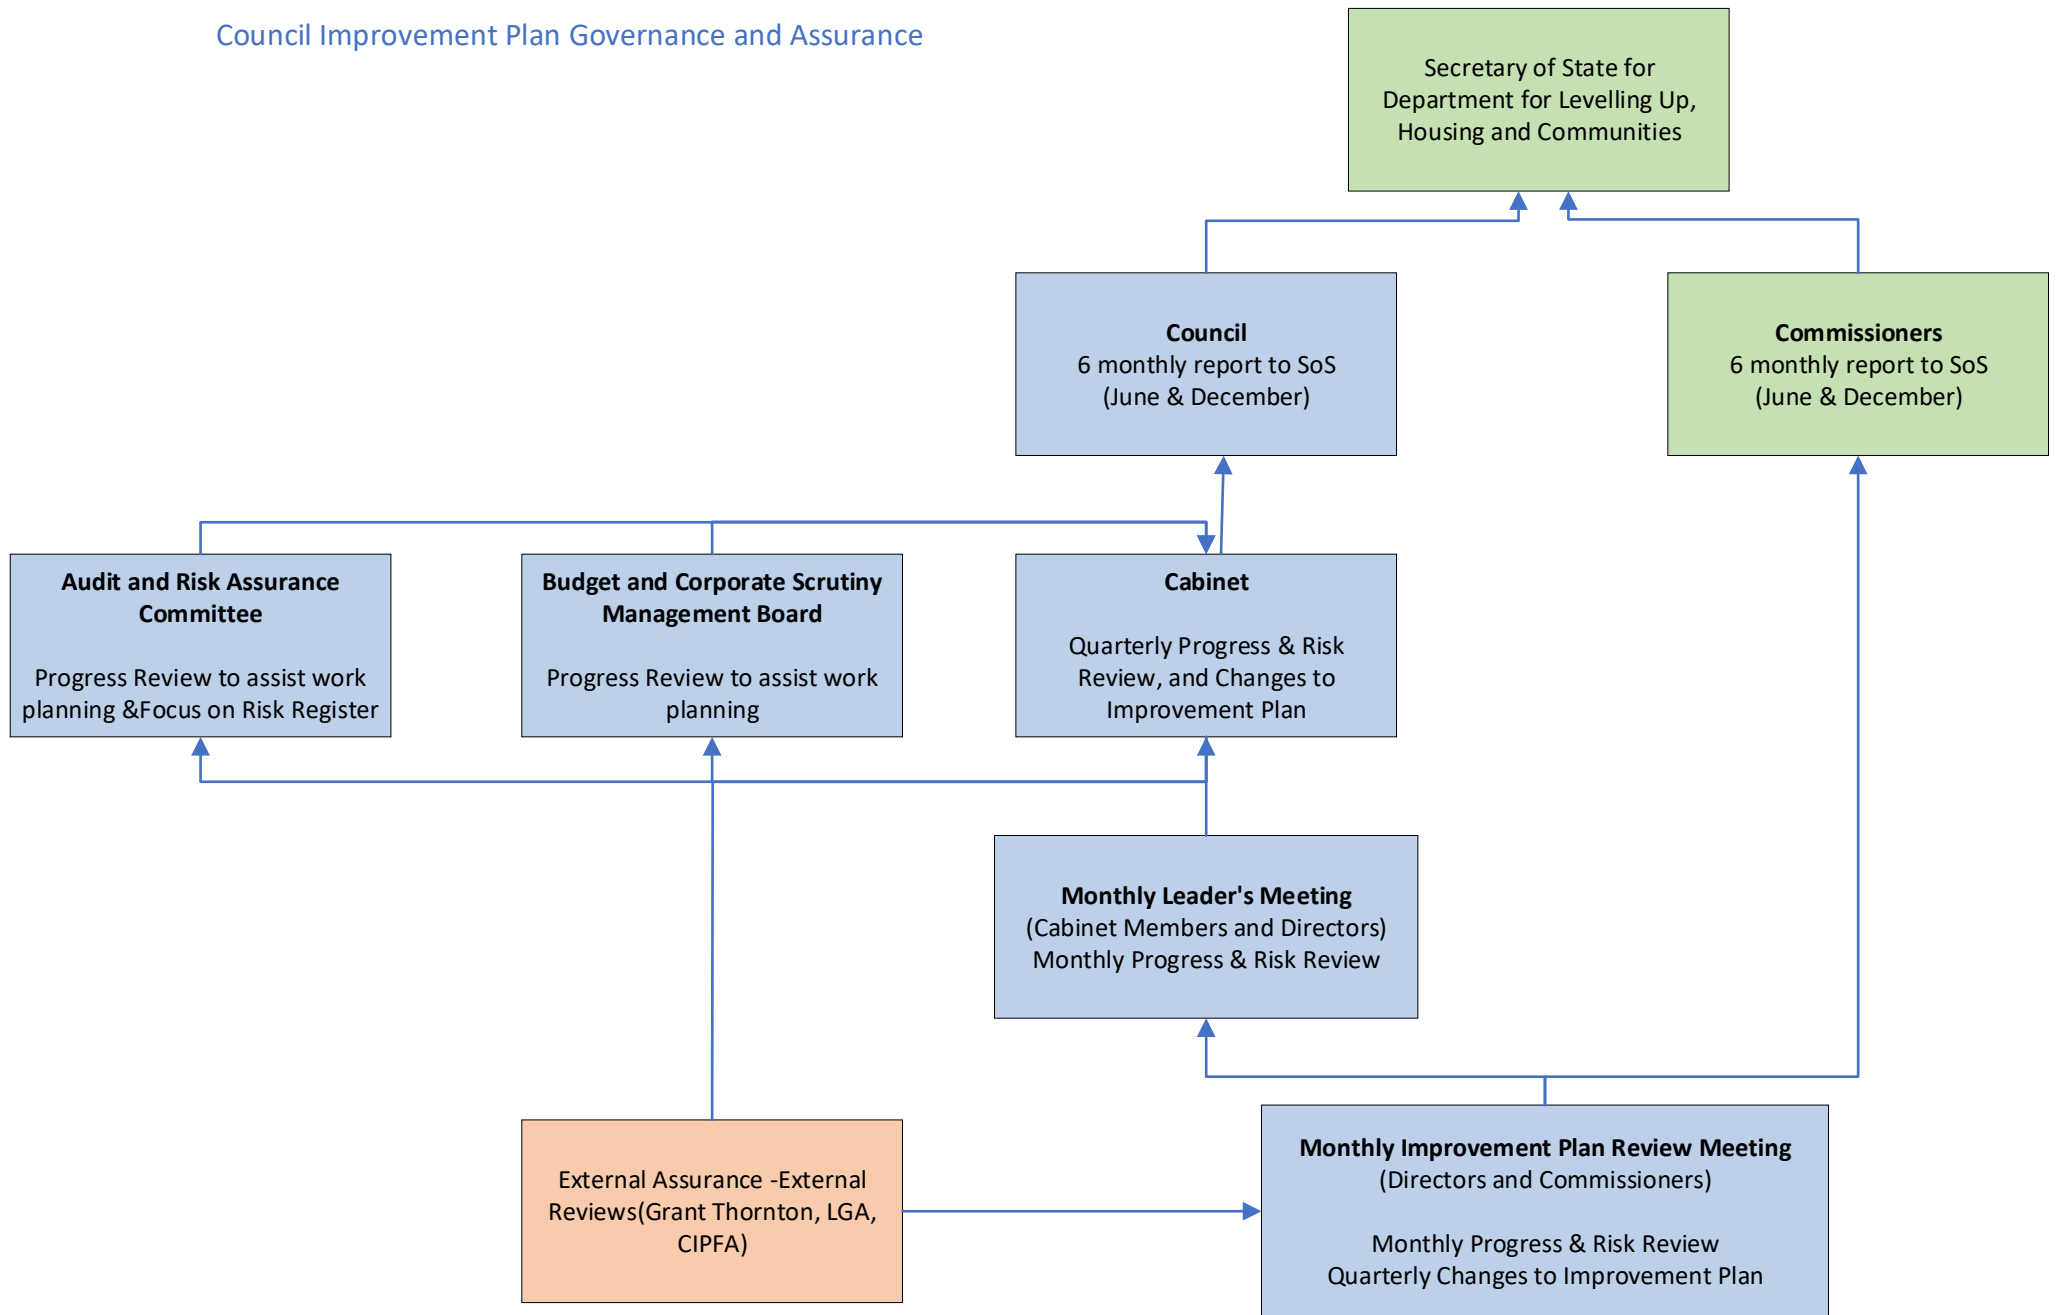 Council Improvement Plan Governance and Assurance
Secretary of State for
Department for Levelling Up,
Housing and Communities
Council
6 monthly report to SoS
(June & December)
Commissioners
6 monthly report to SoS
(June & December)
Audit and Risk Assurance
Committee
Progress Review to assist work
planning &Focus on Risk Register
Budget and Corporate Scrutiny
Management Board
Progress Review to assist work
planning
Cabinet
Quarterly Progress & Risk
Review, and Changes to
Improvement Plan
Monthly Leader's Meeting
(Cabinet Members and Directors)
Monthly Progress & Risk Review
External Assurance -External
Reviews(Grant Thornton, LGA,
CIPFA)
Monthly Improvement Plan Review Meeting
(Directors and Commissioners)
Monthly Progress & Risk Review
Quarterly Changes to Improvement Plan